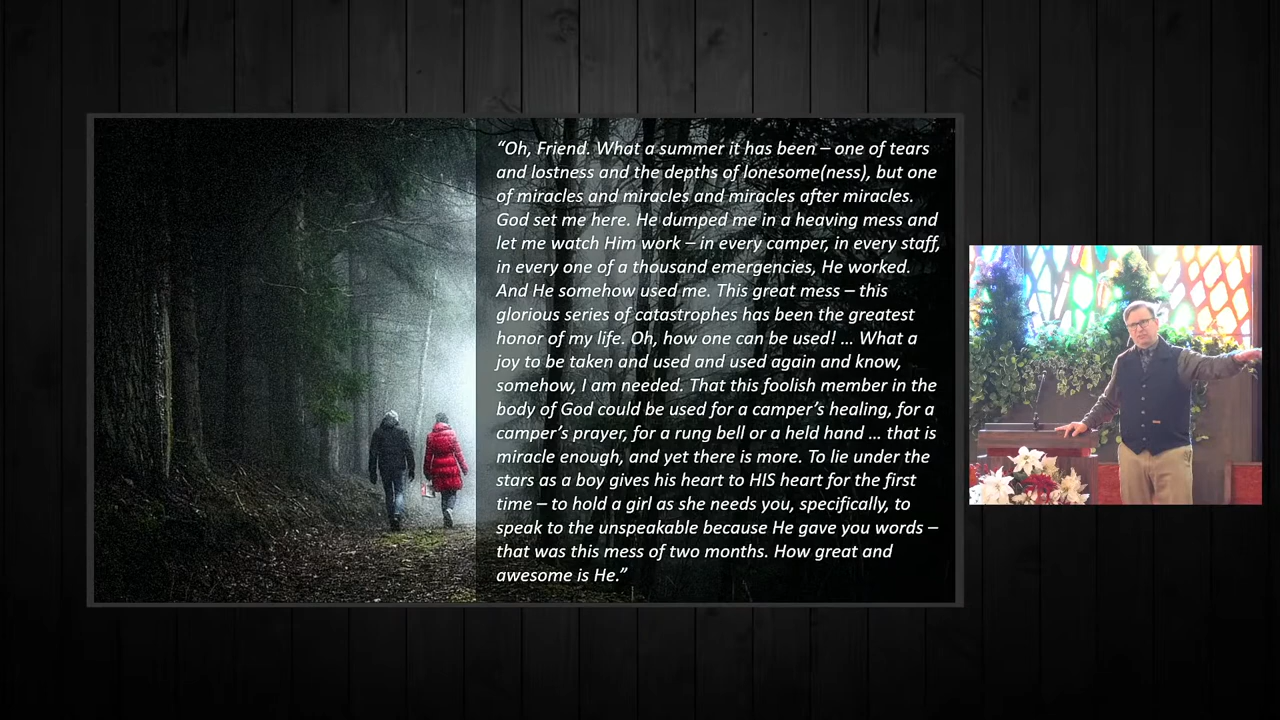 “Oh, Friend. What a summer it has been – one of tears
and lostness and the depths of lonesome(ness), but one
of miracles and miracles and miracles after miracles.
God set me here. He dumped me in a heaving mess and
let me watch Him work – in every camper, in every staff,
in every one of a thousand emergencies, He worked.
And He somehow used me. This great mess – this
glorious series of catastrophes has been the greatest
honor of my life. Oh, how one can be used! … What a
joy to be taken and used and used again and know,
somehow, I am needed. That this foolish member in the
body of God could be used for a camper’s healing, for a
camper’s prayer, for a rung bell or a held hand … that is
miracle enough, and yet there is more. To lie under the
stars as a boy gives his heart to HIS heart for the first
time – to hold a girl as she needs you, specifically, to
speak to the unspeakable because He gave you words –
that was this mess of two months. How great and
awesome is He.”